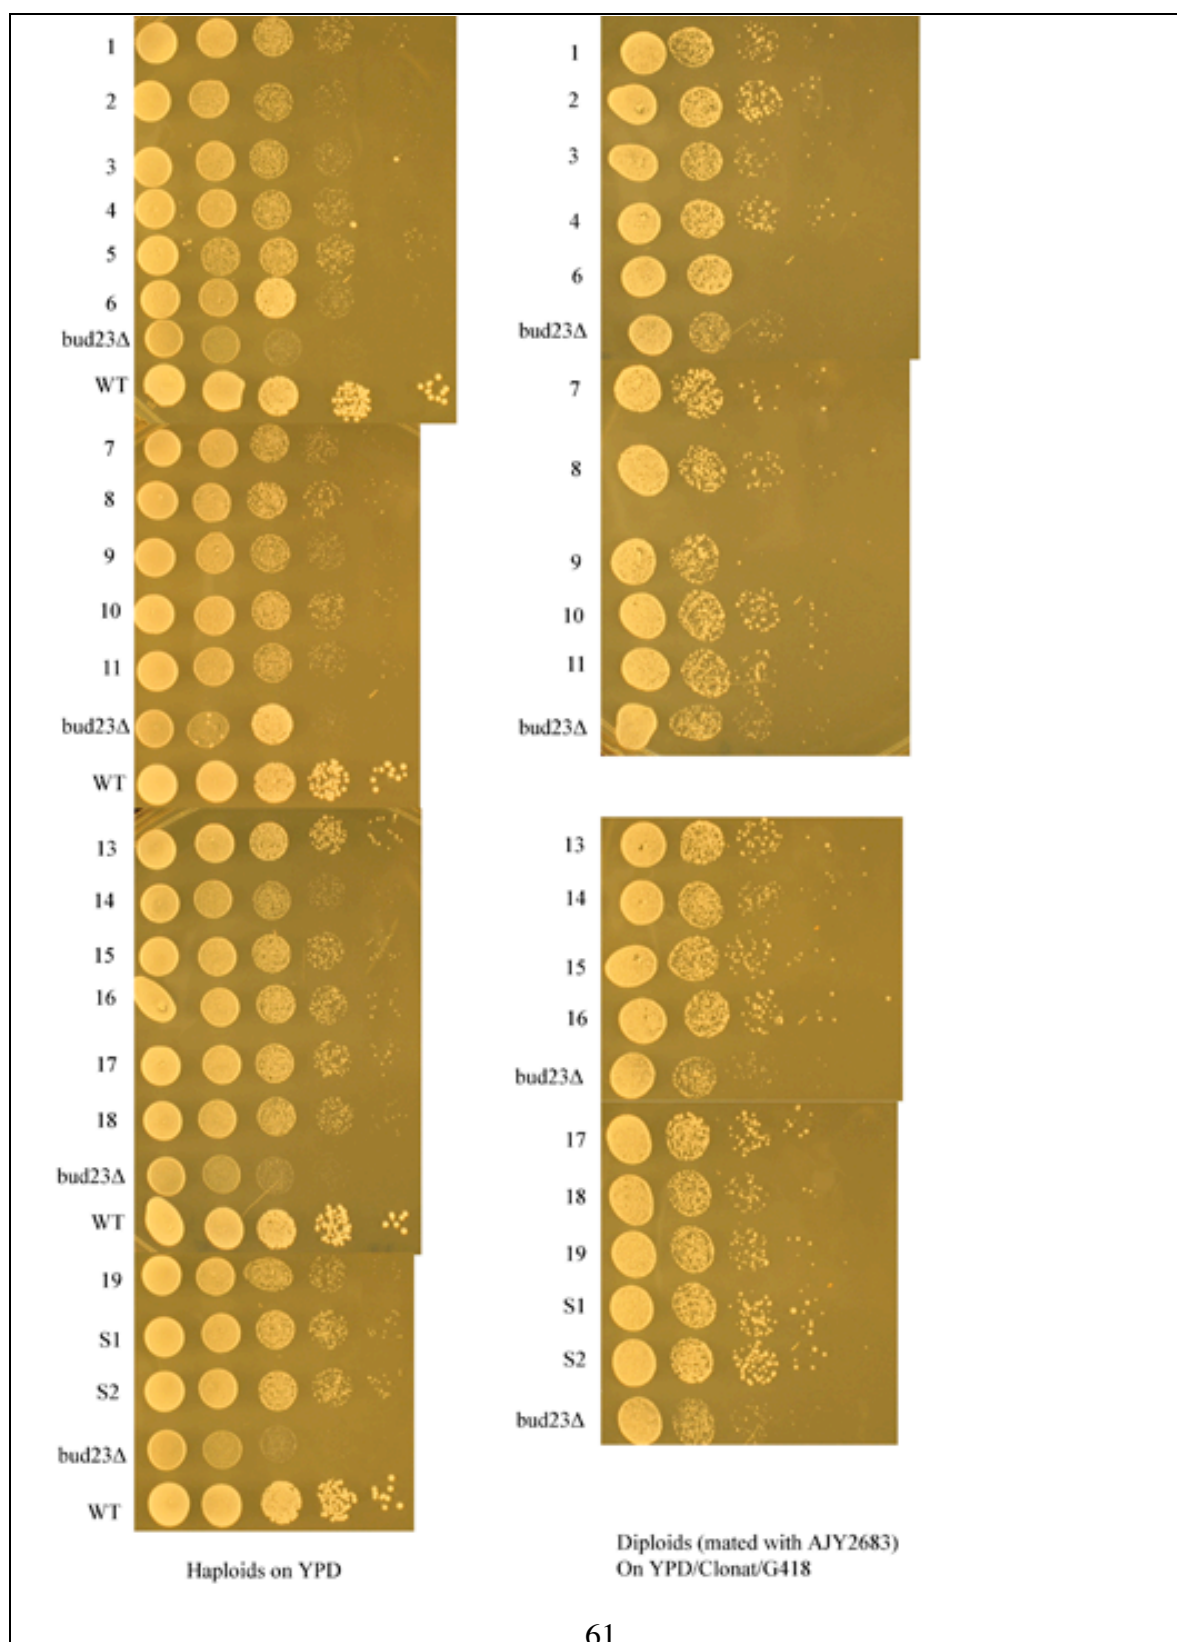 1
2
3
4
5
6
bud23Δ
WT
7
8
9
10
11
bud23Δ
WT
13
14
15
16
17
18
bud23Δ
WT
19
S1
S2
bud23Δ
WT
Haploids on YPD
1
2
3
4
6
bud23Δ
7
8
9
10
11
bud23Δ
13
14
15
16
bud23Δ
17
18
19
S1
S2
bud23Δ
Diploids (mated with AJY2683)
On YPD/Clonat/G418
61